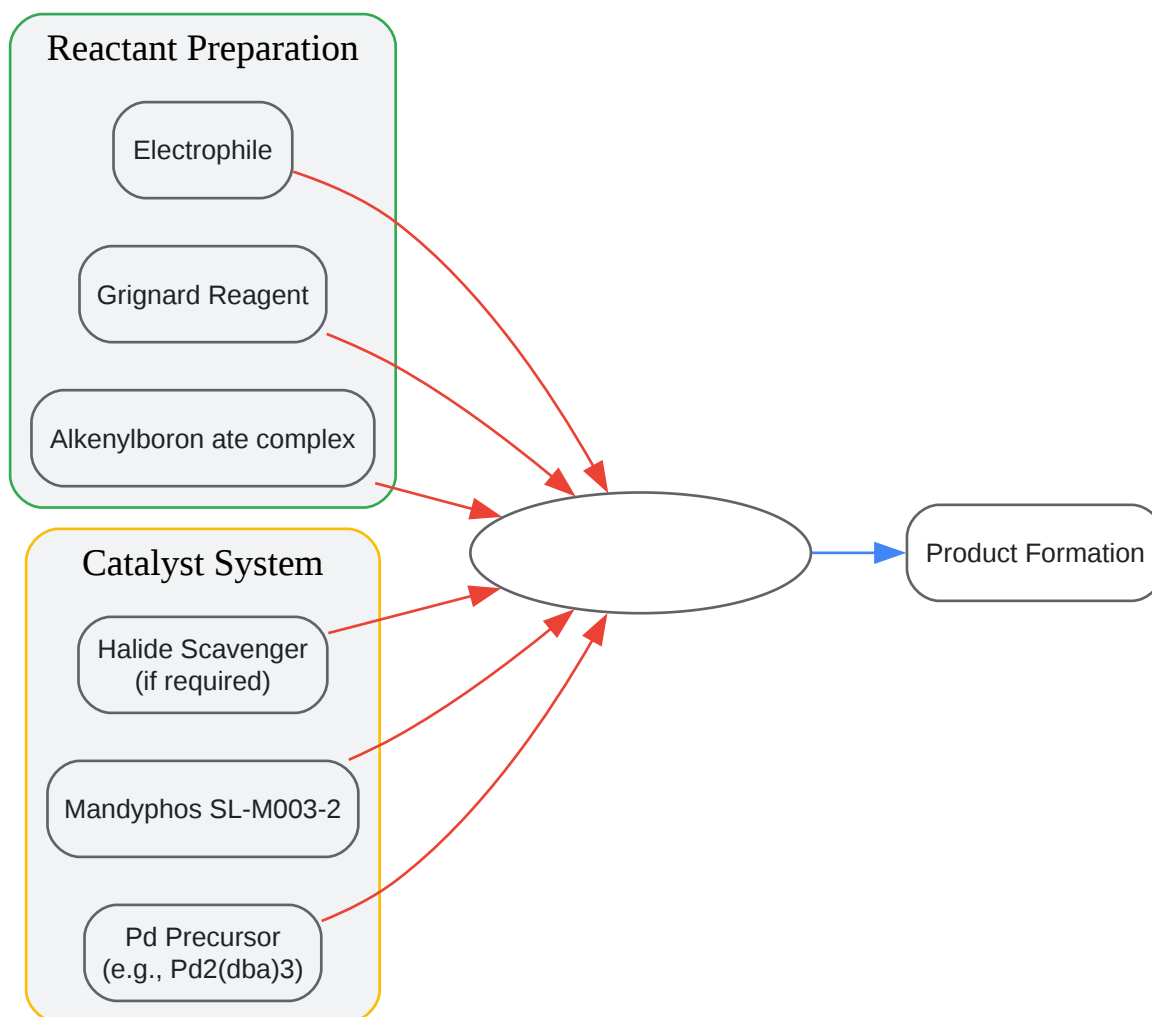 Reactant Preparation
Electrophile
Grignard Reagent
Alkenylboron ate complex
Catalyst System
Halide Scavenger
(if required)
Mandyphos SL-M003-2
Pd Precursor
(e.g., Pd2(dba)3)
Product Formation